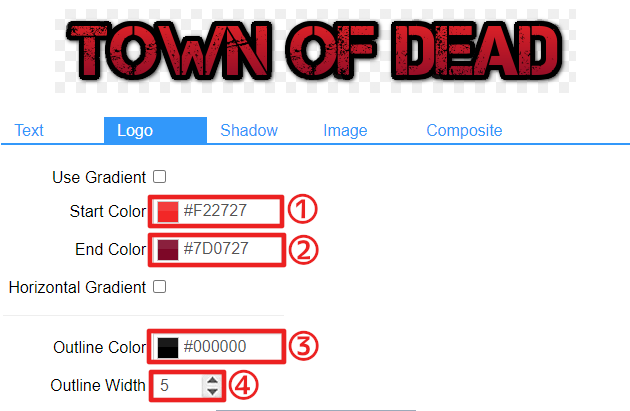 TOWN OF DEAD
Text Logo Shadow Image Composite
Use Gradient
Start Color #F22727 ①
End Color #7D0727 ②
Horizontal Gradient
Outline Color #000000 ③
Outline Width 5 ④